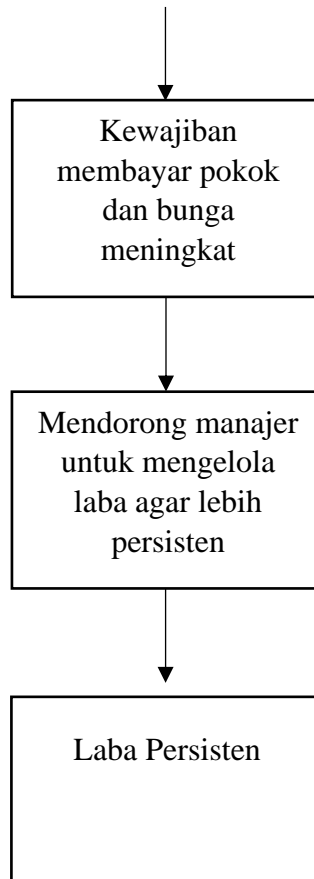 Kewajiban
membayar pokok
dan bunga
meningkat
Mendorong manajer
untuk mengelola
laba agar lebih
persisten
Laba Persisten